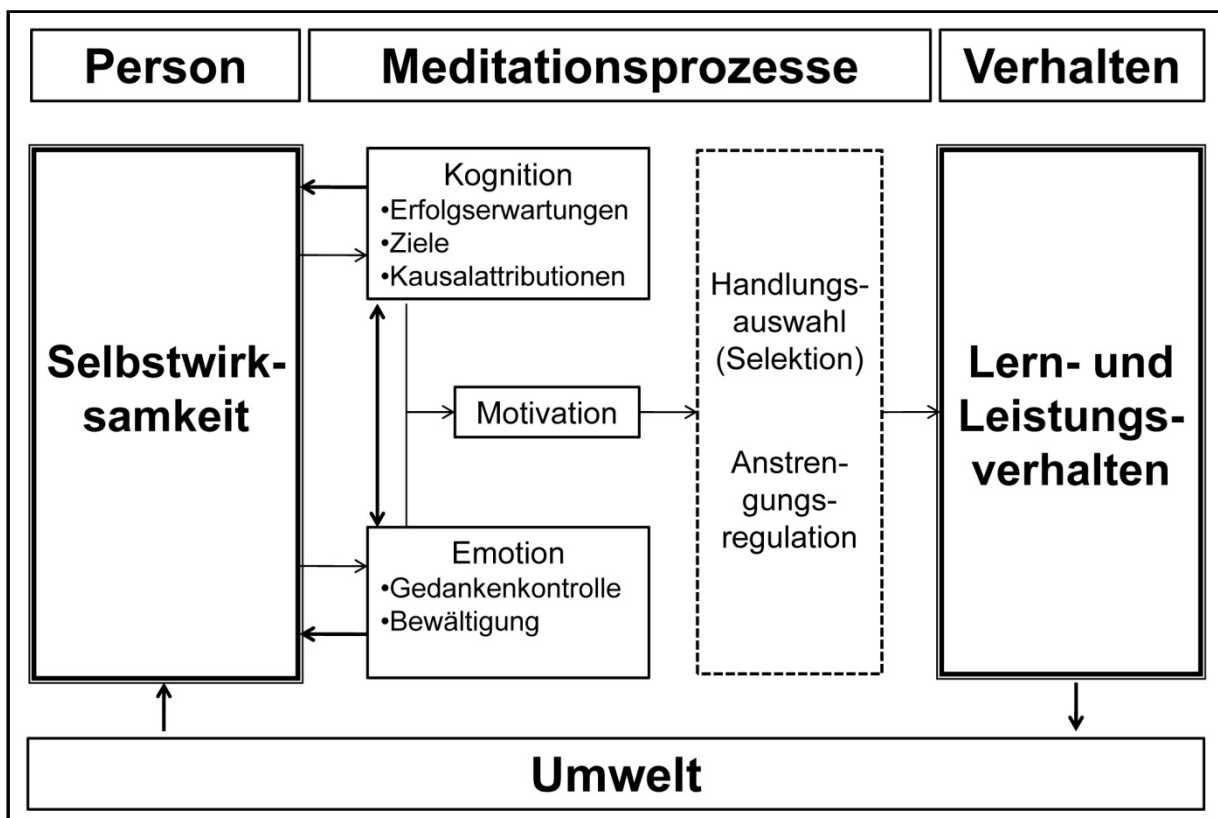 Person
Meditationsprozesse
Verhalten
Selbstwirk-
samkeit
Kognition
•Erfolgserwartungen
•Ziele
•Kausalattributionen
Motivation
Emotion
•Gedankenkontrolle
•Bewältigung
Handlungs-
auswahl
(Selektion)
Anstren-
gungs-
regulation
Lern- und
Leistungs-
verhalten
Umwelt